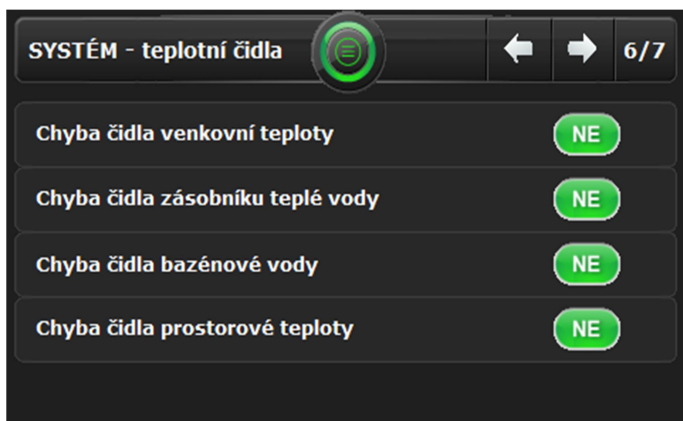 SYSTÉM - teplotní čidla 6/7
Chyba čidla venkovní teploty NE
Chyba čidla zásobníku teplé vody NE
Chyba čidla bazénové vody NE
Chyba čidla prostorové teploty NE